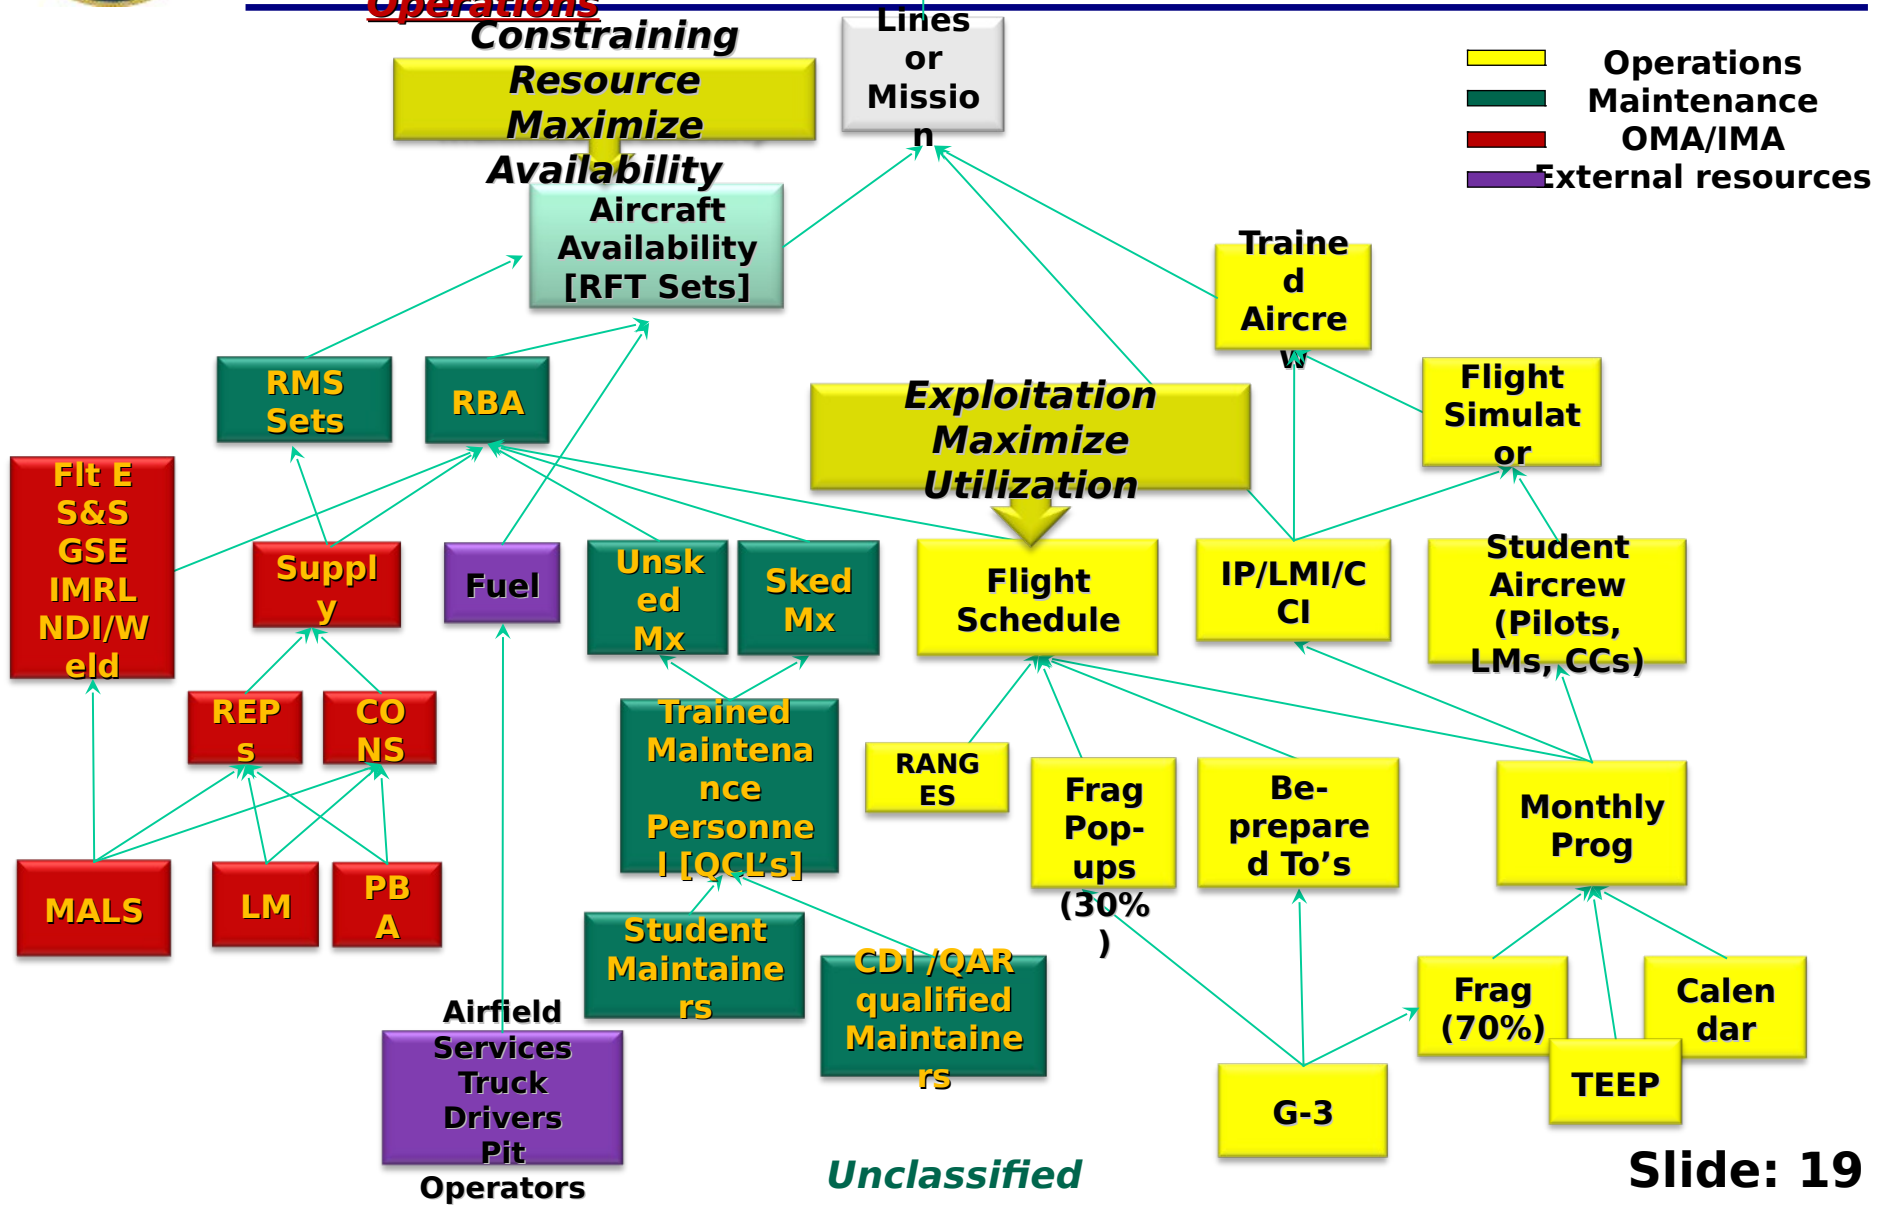 Operations
Constraining
Resource
Maximize
Availability
Lines
or
Missio
n
Operations
Maintenance
OMA/IMA
External resources
Aircraft
Availability
[RFT Sets]
Traine
d
Aircre
w
RMS
Sets
RBA
Exploitation
Maximize
Utilization
Flight
Simulat
or
Flt E
S&S
GSE
IMRL
NDI/W
eld
Suppl
y
Fuel
Unsk
ed
Mx
Sked
Mx
Flight
Schedule
IP/LMI/C
CI
Student
Aircrew
(Pilots,
LMs, CCs)
REP
s
CO
NS
Trained
Maintena
nce
Personne
l [QCL’s]
RANG
ES
Frag
Pop-
ups
(30%
)
Be-
prepare
d To’s
Monthly
Prog
MALS
LM
PB
A
Student
Maintaine
rs
CDI /QAR
qualified
Maintaine
rs
Frag
(70%)
Calen
dar
TEEP
G-3
Airfield
Services
Truck
Drivers
Pit
Operators
Unclassified
Slide: 19